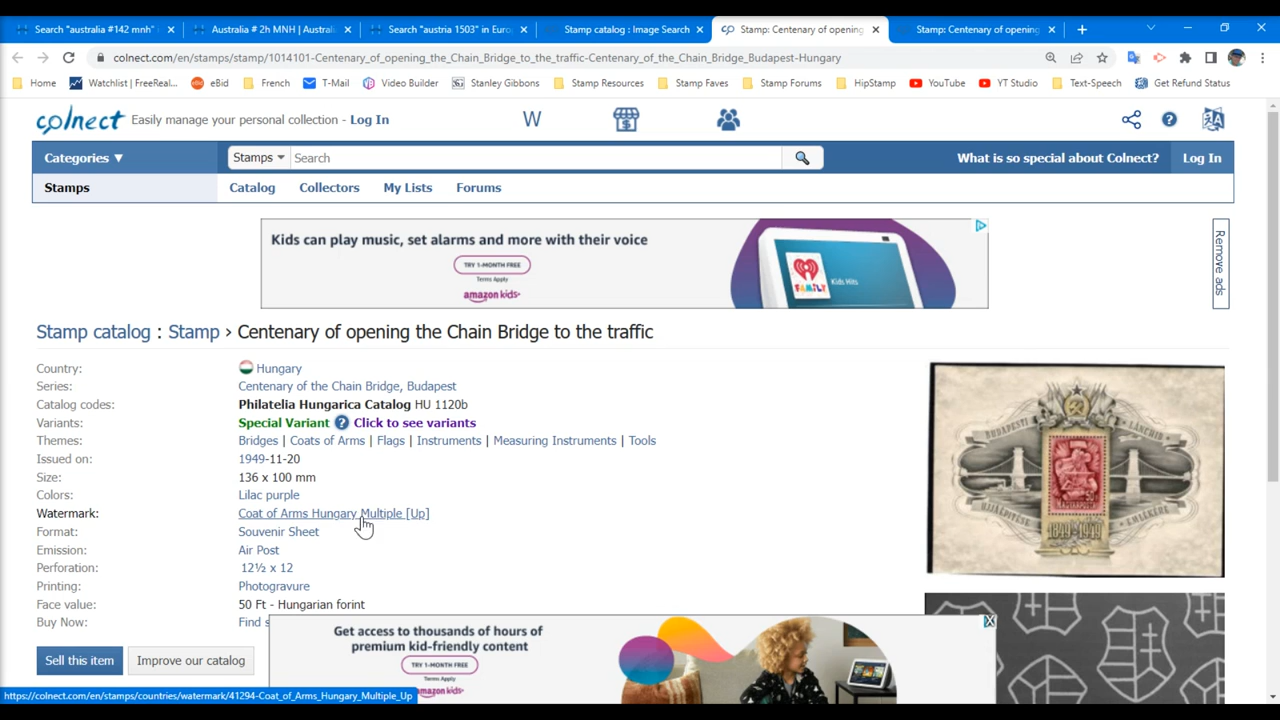 Search "australia #142 mnh"
Australia # 2h MNH | Australi
Search "austria 1503" in Euro
Stamp catalog : Image Search
Stamp: Centenary of opening
Stamp: Centenary of opening
colnect.com/en/stamps/stamp/1014101-Centenary_of_opening_the_Chain_Bridge_to_the_traffic-Centenary_of_the_Chain_Bridge_Budapest-Hungary
Home
Watchlist | FreeReal...
eBid
French
T-Mail
Video Builder
Stanley Gibbons
Stamp Resources
Stamp Faves
Stamp Forums
HipStamp
YouTube
YT Studio
Text-Speech
Get Refund Status
colnect Easily manage your personal collection - Log In
W
Categories ▼
Stamps ▾
Search
What is so special about Colnect?
Log In
Stamps
Catalog
Collectors
My Lists
Forums
Kids can play music, set alarms and more with their voice
TRY 1-MONTH FREE
Terms Apply
amazon kids+
iHeartRadio
FAMILY
Kids Hits
Remove ads
Stamp catalog : Stamp › Centenary of opening the Chain Bridge to the traffic
Country: Hungary
Series: Centenary of the Chain Bridge, Budapest
Catalog codes: Philatelia Hungarica Catalog HU 1120b
Variants: Special Variant ? Click to see variants
Themes: Bridges | Coats of Arms | Flags | Instruments | Measuring Instruments | Tools
Issued on: 1949-11-20
Size: 136 x 100 mm
Colors: Lilac purple
Watermark: Coat of Arms Hungary Multiple [Up]
Format: Souvenir Sheet
Emission: Air Post
Perforation: 12½ x 12
Printing: Photogravure
Face value: 50 Ft - Hungarian forint
Buy Now: Find s
BUDAPESTI
LÁNCHÍD
1849-1949
Get access to thousands of hours of
premium kid-friendly content
TRY 1-MONTH FREE
Terms Apply
amazon kids+
X
Sell this item
Improve our catalog
https://colnect.com/en/stamps/countries/watermark/41294-Coat_of_Arms_Hungary_Multiple_Up